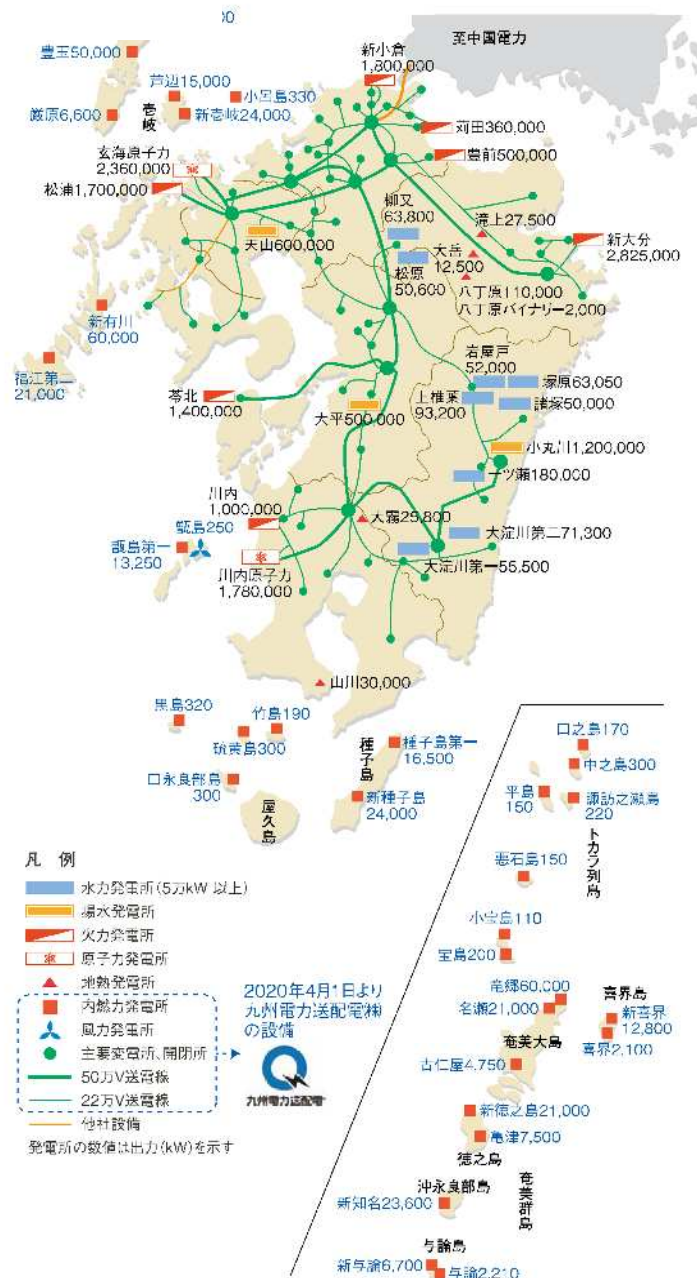 至中国電力
豊玉50,000
新小倉
1,800,000
芦辺15,000
小呂島330
厳原6,600
壱岐
新壱岐24,000
苅田360,000
豊前500,000
玄海原子力
2,360,000
松浦1,700,000
柳又
63,800
滝上27,500
新大分
2,825,000
天山600,000
大岳
12,500
松原
50,600
八丁原110,000
八丁原バイナリー2,000
新有川
60,000
岩屋戸
52,000
福江第二
21,000
塚原63,050
上椎葉
93,200
諸塚50,000
苓北
1,400,000
大平500,000
小丸川1,200,000
一ツ瀬180,000
川内
1,000,000
大霧29,800
大淀川第二71,300
甑島250
甑島第一
13,250
川内原子力
1,780,000
大淀川第一55,500
山川30,000
黒島320
竹島190
硫黄島300
種子島
種子島第一
16,500
口永良部島
300
新種子島
24,000
屋久島
口之島170
中之島300
平島
150
諏訪之瀬島
220
トカラ列島
悪石島150
小宝島110
宝島200
竜郷60,000
名瀬21,000
喜界島
新喜界
12,800
奄美大島
喜界2,100
古仁屋4,750
新徳之島21,000
亀津7,500
徳之島
奄美群島
沖永良部島
新知名23,600
与論島
新与論6,700
与論2,210
凡 例
水力発電所(5万kW 以上)
揚水発電所
火力発電所
原子力発電所
地熱発電所
内燃力発電所
風力発電所
主要変電所、開閉所
50万V送電線
22万V送電線
他社設備
発電所の数値は出力(kW)を示す
2020年4月1日より
九州電力送配電㈱
の設備
九州電力送配電